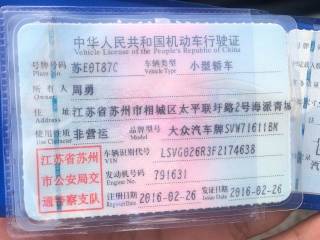 中华人民共和国机动车行驶证
Vehicle License of the People's Republic of China
号牌号码 苏E0T87C 车辆类型 小型轿车
Plate No. Vehicle Type
所有人 周勇
Owner
住址 江苏省苏州市相城区太平联圩路2号海派青城
使用性质 非营运 品牌型号 大众汽车牌SVW71611BM
江苏省苏州
市公安局交
通警察支队
车辆识别代号 LSVG026R3F2174638
VIN
发动机号码 791631
Engine No.
注册日期 2016-02-26 发证日期 2016-02-26
Register Date Issue Date